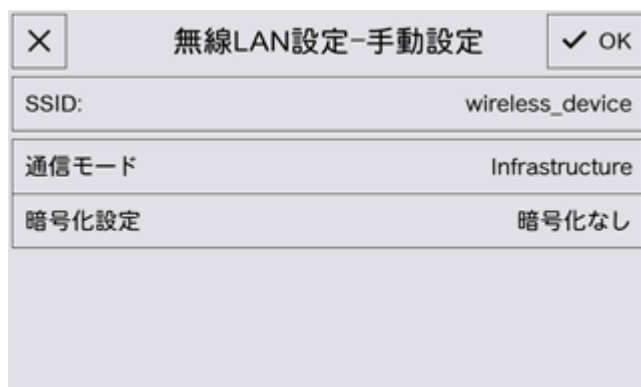 無線LAN設定-手動設定
OK
SSID: wireless_device
通信モード Infrastructure
暗号化設定 暗号化なし